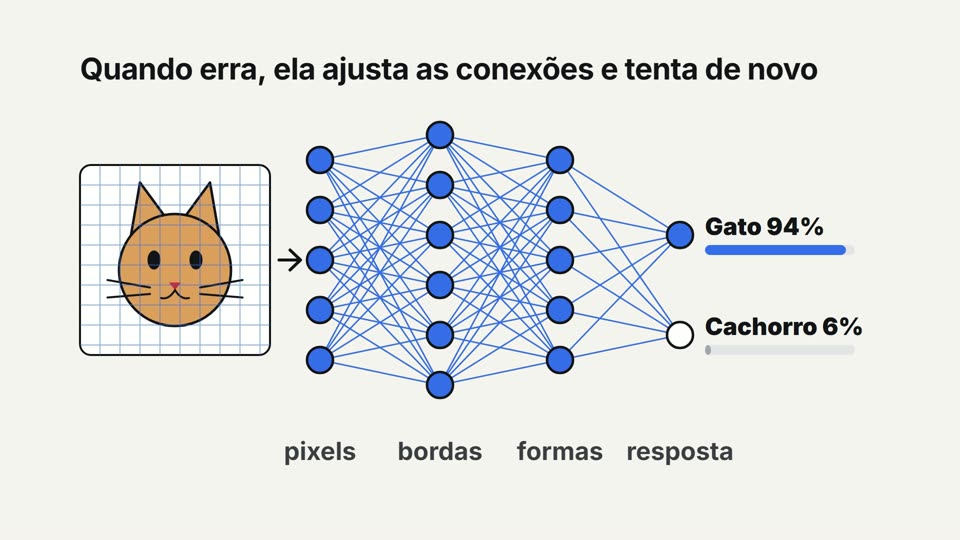 Quando erra, ela ajusta as conexões e tenta de novo
Gato 94%
Cachorro 6%
pixels bordas formas resposta